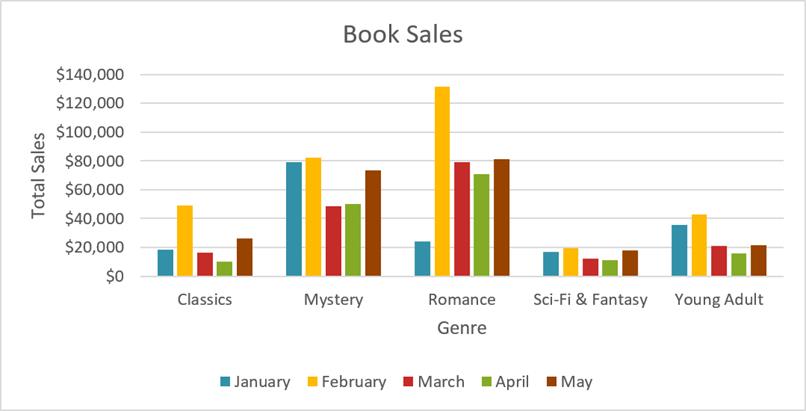 Book Sales
Total Sales
$140,000
$120,000
$100,000
$80,000
$60,000
$40,000
$20,000
$0
Classics Mystery Romance Sci-Fi & Fantasy Young Adult
Genre
January February March April May